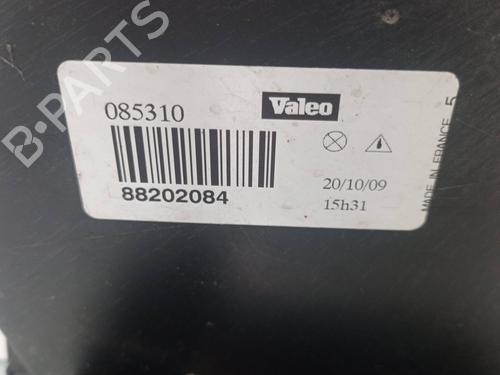 085310
Valeo
88202084
20/10/09
15h31
MADE IN FRANCE 5
B-PARTS